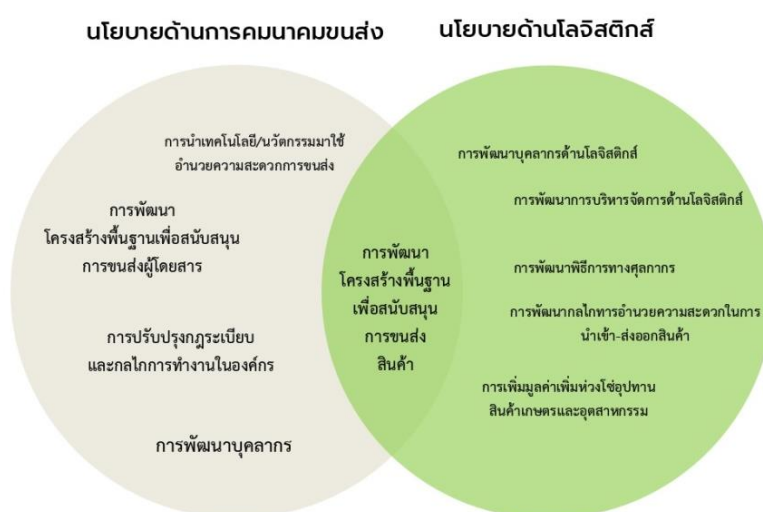 นโยบายด้านการคมนาคมขนส่ง
นโยบายด้านโลจิสติกส์
การนำเทคโนโลยี/นวัตกรรมมาใช้
อำนวยความสะดวกการขนส่ง
การพัฒนา
โครงสร้างพื้นฐานเพื่อสนับสนุน
การขนส่งผู้โดยสาร
การปรับปรุงกฎระเบียบ
และกลไกการทำงานในองค์กร
การพัฒนาบุคลากร
การพัฒนา
โครงสร้างพื้นฐาน
เพื่อสนับสนุน
การขนส่ง
สินค้า
การพัฒนาบุคลากรด้านโลจิสติกส์
การพัฒนาการบริหารจัดการด้านโลจิสติกส์
การพัฒนาพิธีการทางศุลกากร
การพัฒนากลไกทารอำนวยความสะดวกในการ
นำเข้า-ส่งออกสินค้า
การเพิ่มมูลค่าเพิ่มห่วงโซ่อุปทาน
สินค้าเกษตรและอุตสาหกรรม